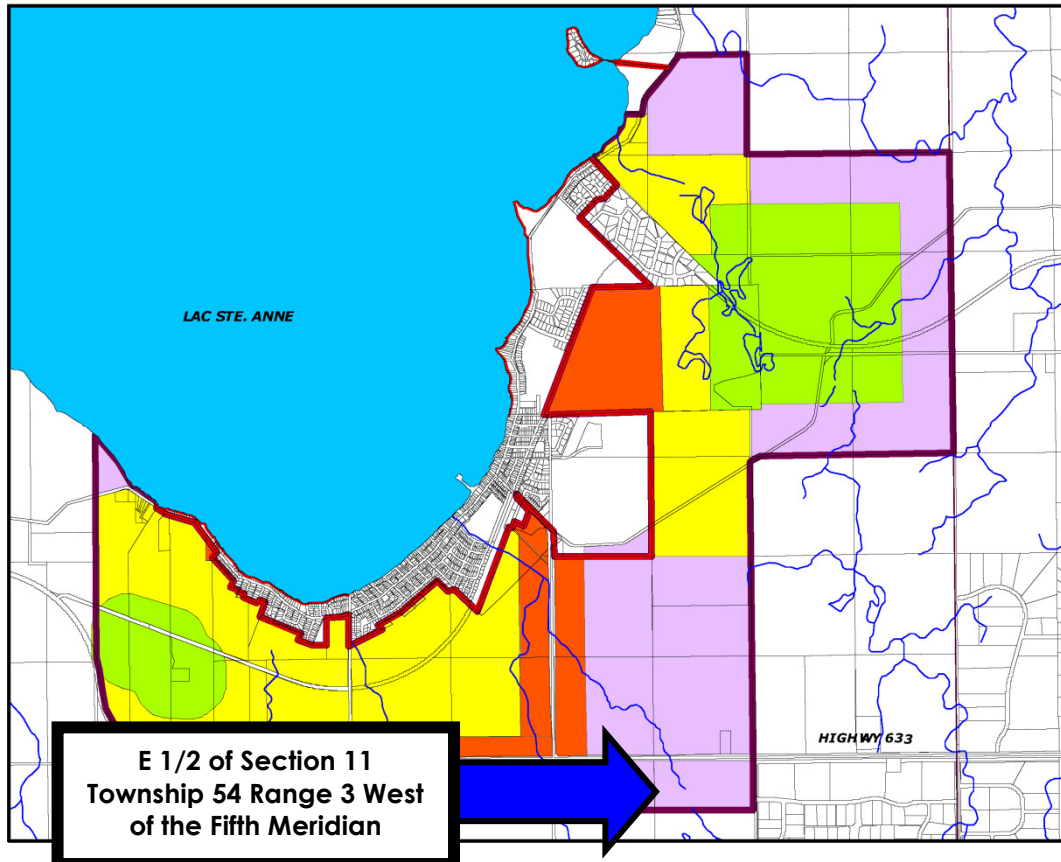 LAC STE. ANNE
HIGHWY 633
E 1/2 of Section 11
Township 54 Range 3 West
of the Fifth Meridian